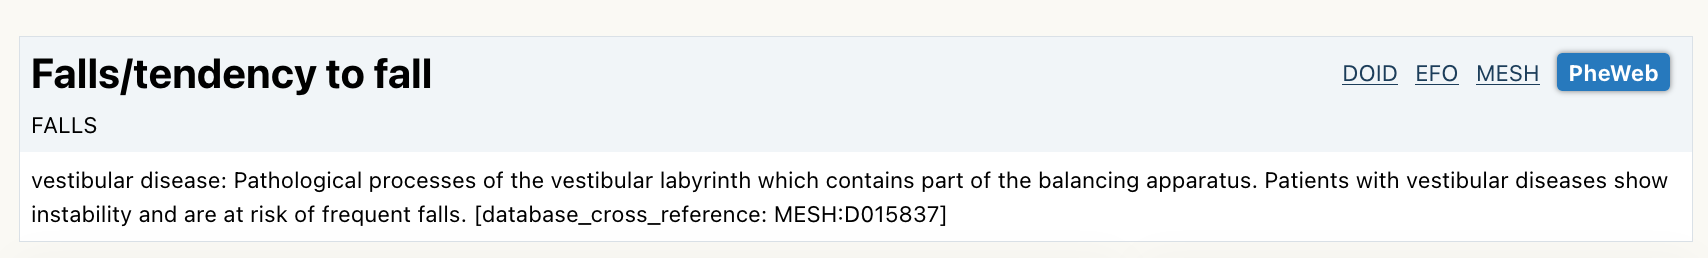 Falls/tendency to fall
DOID EFO MESH PheWeb
FALLS
vestibular disease: Pathological processes of the vestibular labyrinth which contains part of the balancing apparatus. Patients with vestibular diseases show
instability and are at risk of frequent falls. [database_cross_reference: MESH:D015837]